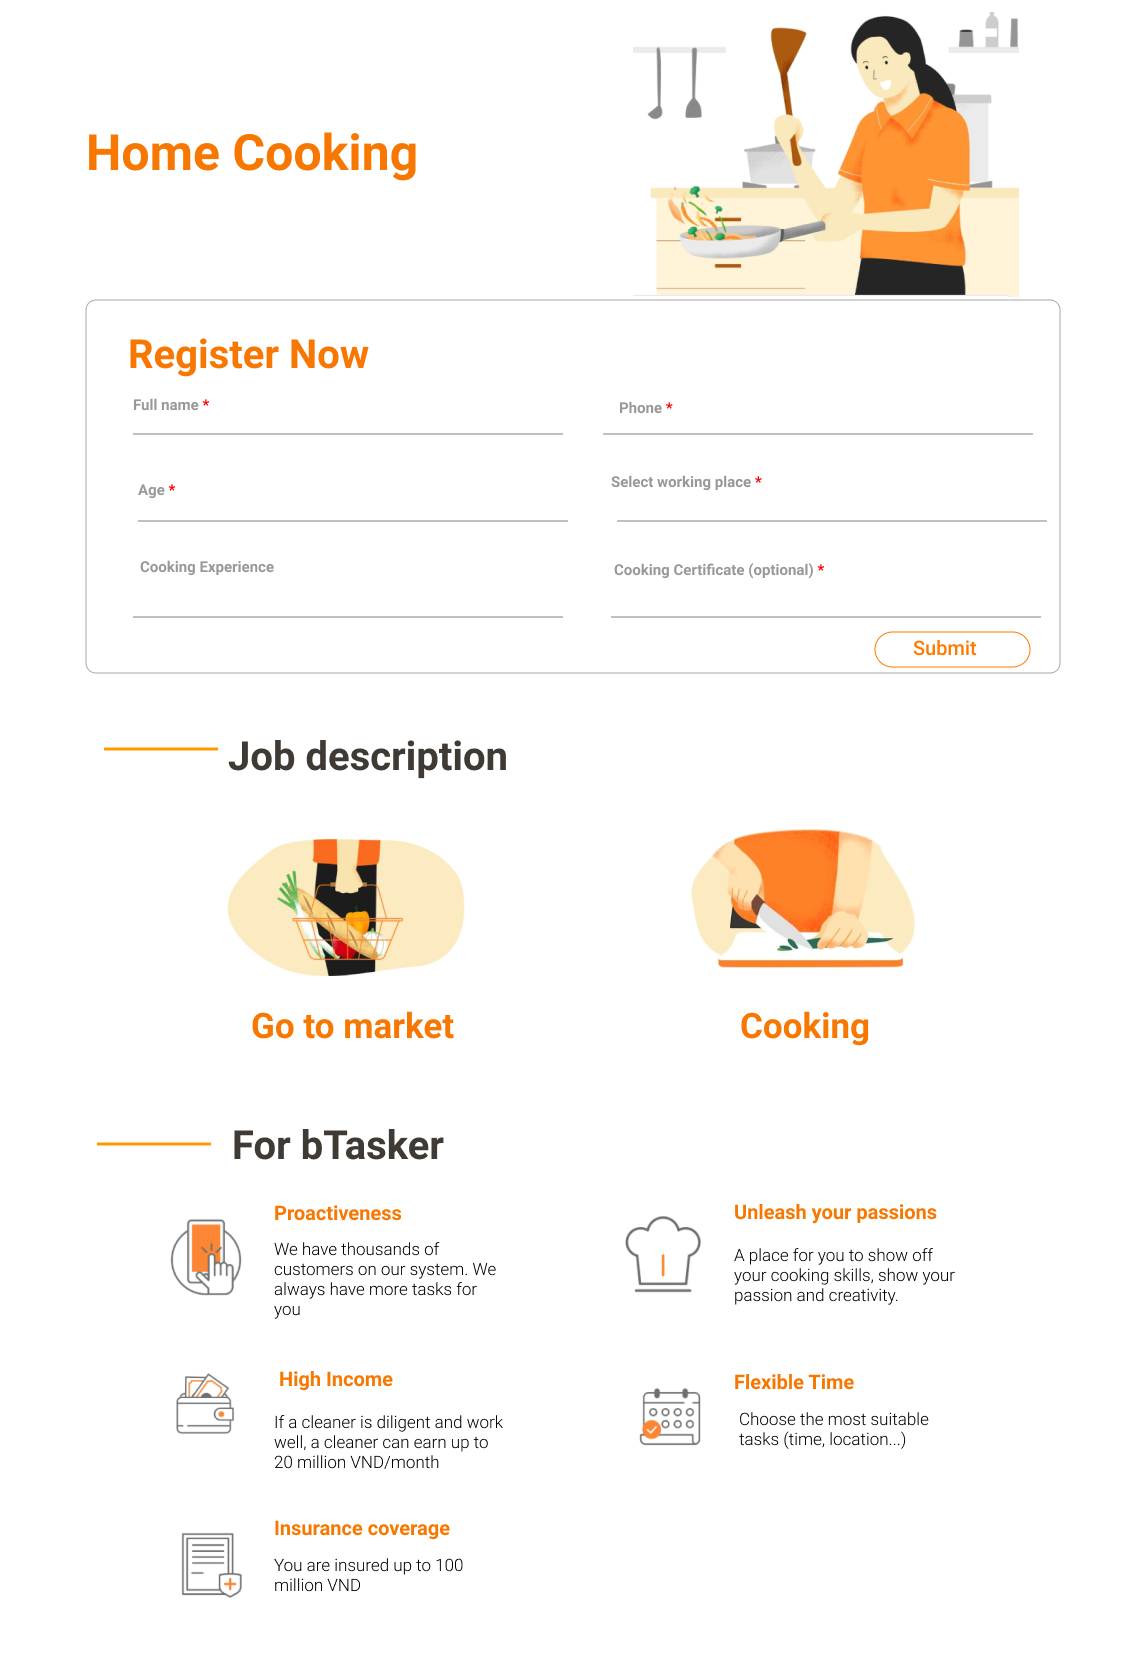 Home Cooking
Register Now
Full name *
Phone *
Age *
Select working place *
Cooking Experience
Cooking Certificate (optional) *
Submit
Job description
Go to market
Cooking
For bTasker
Proactiveness
We have thousands of
customers on our system. We
always have more tasks for
you
Unleash your passions
A place for you to show off
your cooking skills, show your
passion and creativity.
High Income
If a cleaner is diligent and work
well, a cleaner can earn up to
20 million VND/month
Flexible Time
Choose the most suitable
tasks (time, location...)
Insurance coverage
You are insured up to 100
million VND